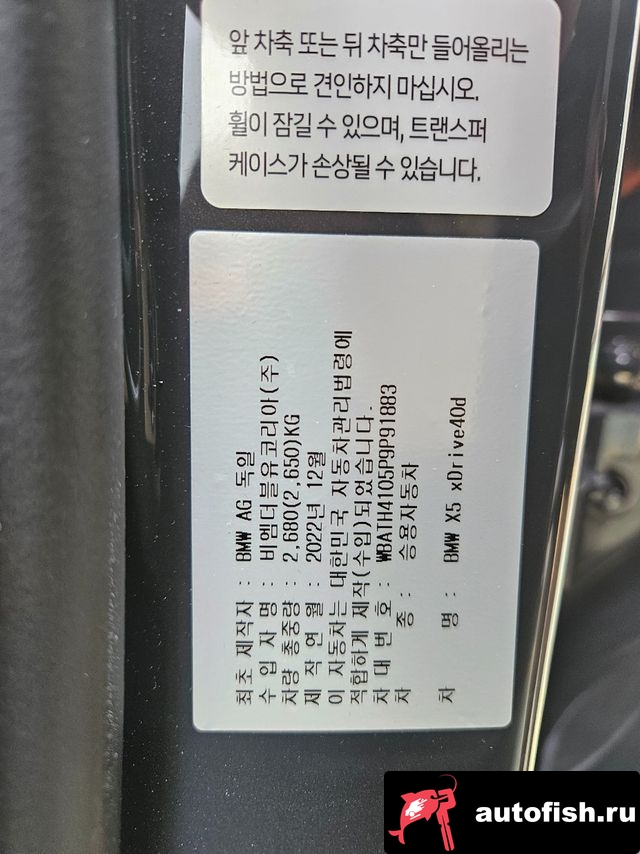 앞 차축 또는 뒤 차축만 들어올리는
방법으로 견인하지 마십시오.
휠이 잠길 수 있으며, 트랜스퍼
케이스가 손상될 수 있습니다.
최초 제작자 : BMW AG 독일
수 입 자 명 : 비엠더블유코리아(주)
차량 총중량 : 2,680(2,650)KG
제 작 연 월 : 2022년 12월
이 자동차는 대한민국 자동차관리법령에
적합하게 제작(수입)되었습니다.
차 대 번 호 : WBATH4105P9P91883
차 종 : 승용자동차
차 명 : BMW X5 xDrive40d
autofish.ru